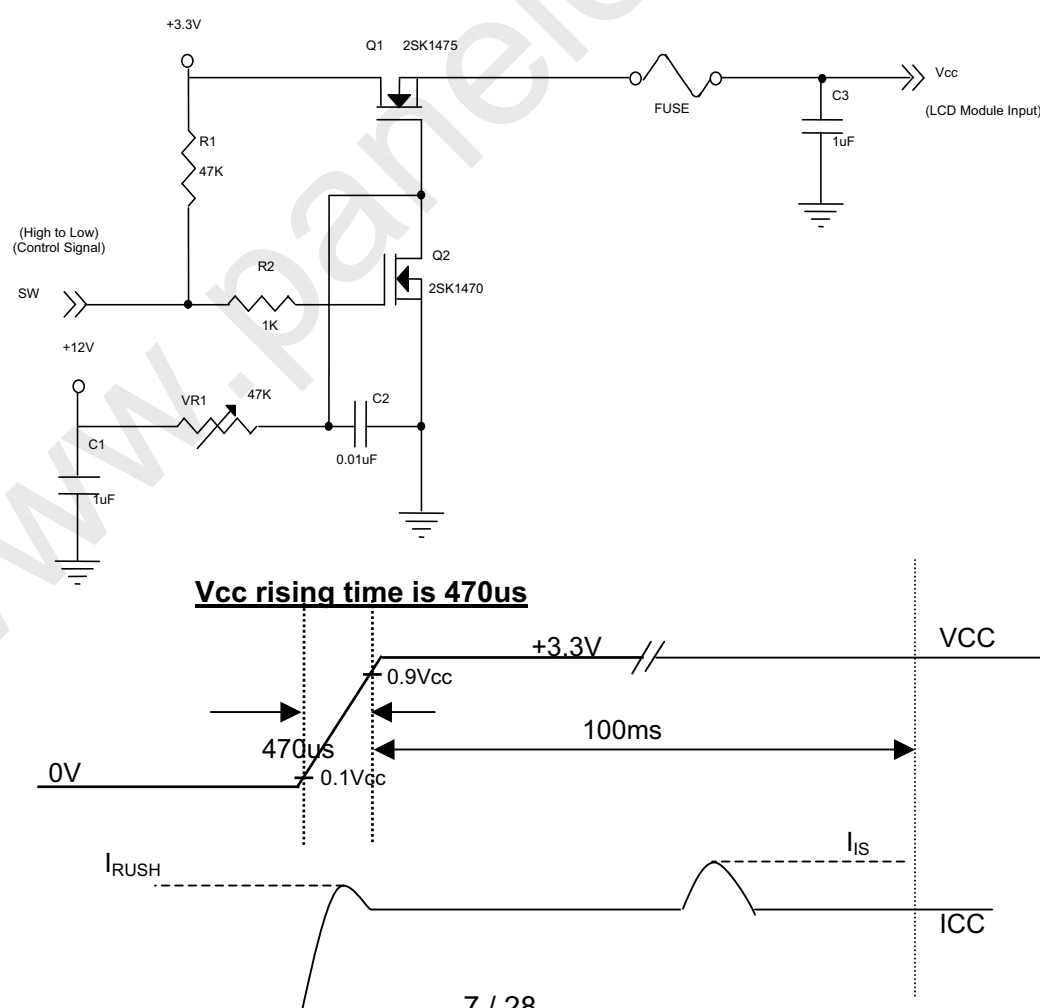 +3.3V
Q1 2SK1475
Vcc
FUSE
C3
(LCD Module Input)
R1
1uF
47K
(High to Low)
(Control Signal)
Q2
R2
2SK1470
SW
1K
+12V
VR1
47K
C2
C1
0.01uF
1uF
Vcc rising time is 470us
VCC
+3.3V
0.9Vcc
100ms
470us
0V
0.1Vcc
IIS
IRUSH
ICC
7 / 28
www.panel